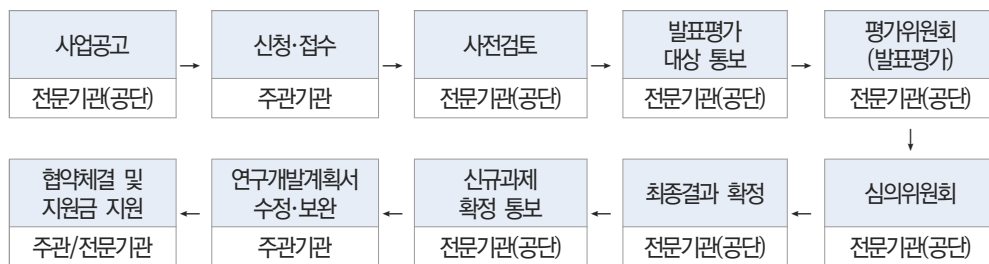 사업공고
전문기관(공단)
→
신청·접수
주관기관
→
사전검토
전문기관(공단)
→
발표평가
대상 통보
전문기관(공단)
→
평가위원회
(발표평가)
전문기관(공단)
↓
심의위원회
전문기관(공단)
←
최종결과 확정
전문기관(공단)
←
신규과제
확정 통보
전문기관(공단)
←
연구개발계획서
수정·보완
주관기관
←
협약체결 및
지원금 지원
주관/전문기관